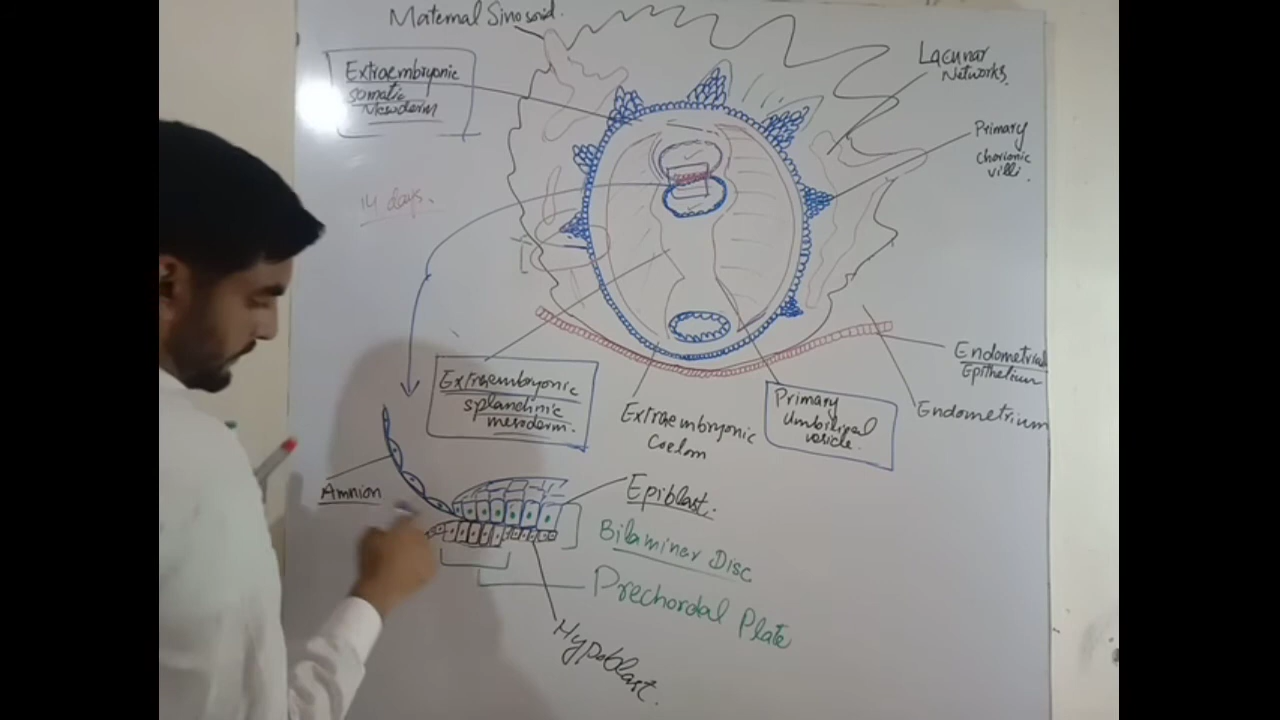 Maternal Sinosoid.
Extraembryonic
somatic
Mesoderm
Lacunar
Networks.
Primary
chorionic
villi.
14 days.
Endometrial
Epithelium
Endometrium
Extraembryonic
splanchnic
mesoderm.
Extraembryonic
Coelom
Primary
Umbilical
vesicle.
Amnion
Epiblast.
Bilaminer Disc
Prechordal Plate
Hypoblast.